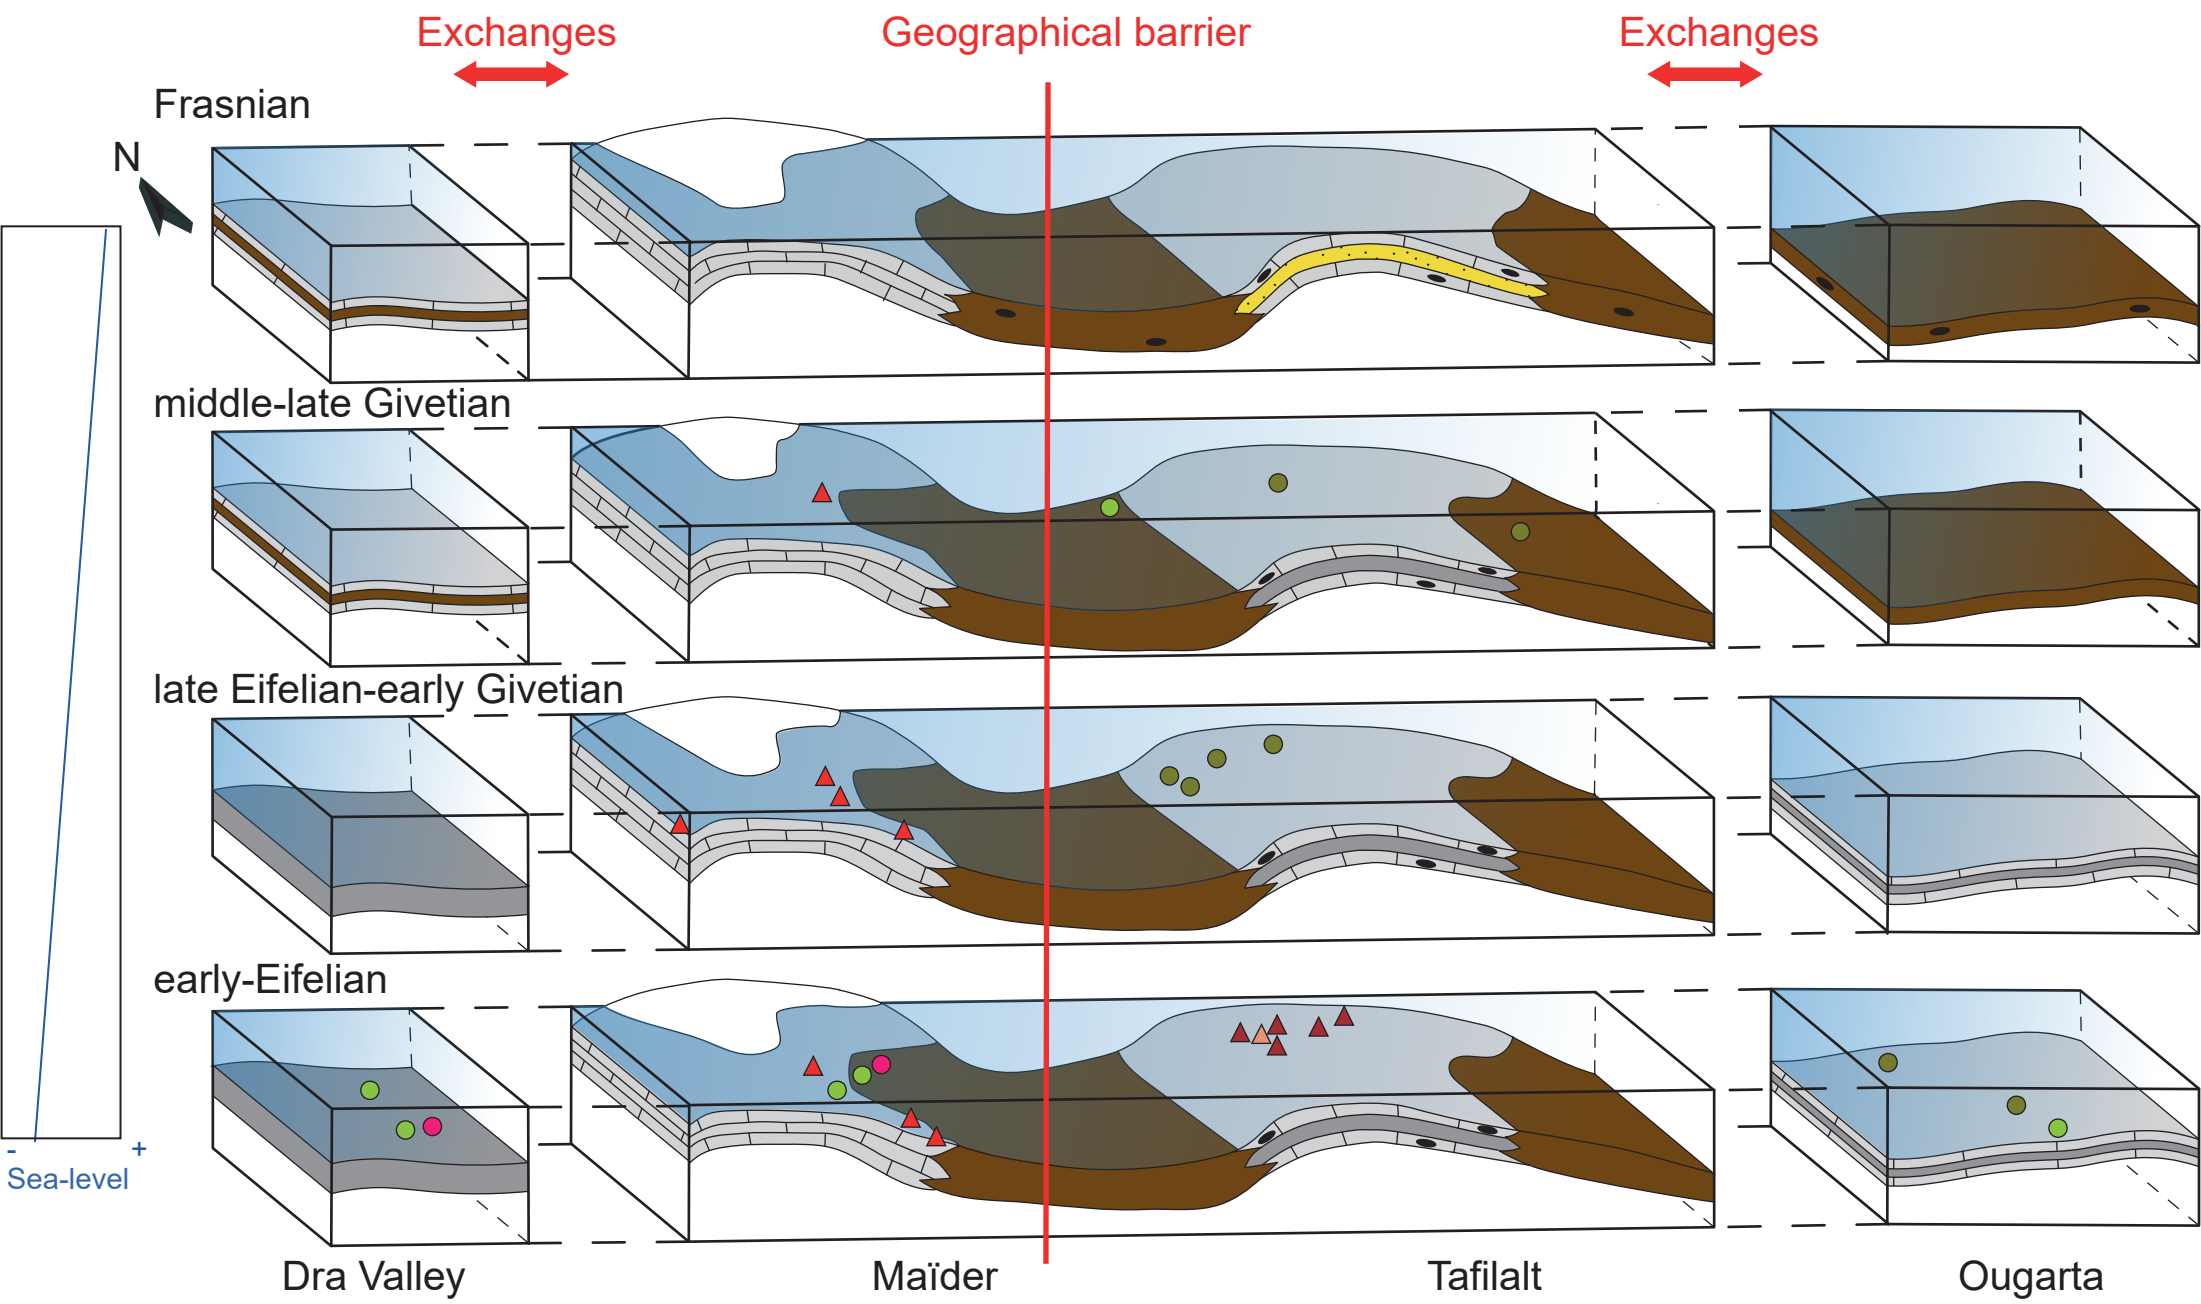 Exchanges
Geographical barrier
Exchanges
Frasnian
N
middle-late Givetian
late Eifelian-early Givetian
early-Eifelian
- +
Sea-level
Dra Valley
Maïder
Tafilalt
Ougarta